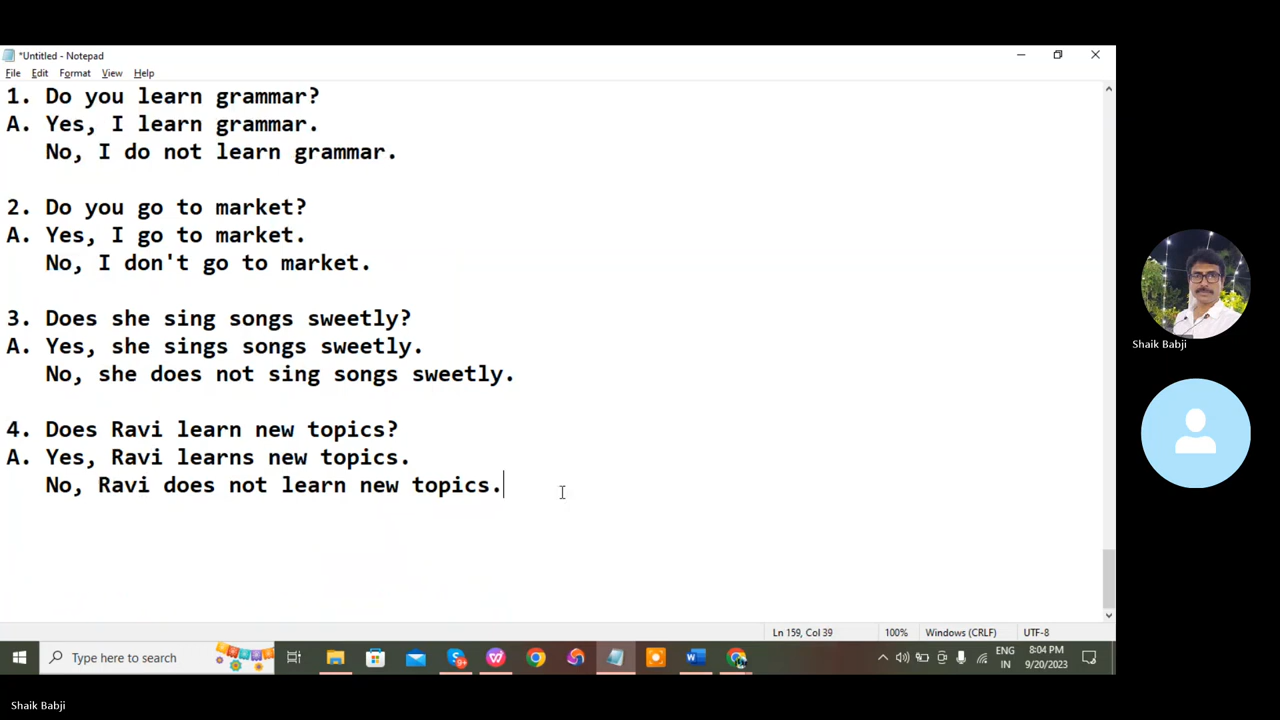 *Untitled - Notepad
File Edit Format View Help
1. Do you learn grammar?
A. Yes, I learn grammar.
No, I do not learn grammar.
2. Do you go to market?
A. Yes, I go to market.
No, I don't go to market.
3. Does she sing songs sweetly?
A. Yes, she sings songs sweetly.
No, she does not sing songs sweetly.
4. Does Ravi learn new topics?
A. Yes, Ravi learns new topics.
No, Ravi does not learn new topics.
Shaik Babji
Ln 159, Col 39 100% Windows (CRLF) UTF-8
Type here to search
ENG
IN
8:04 PM
9/20/2023
Shaik Babji